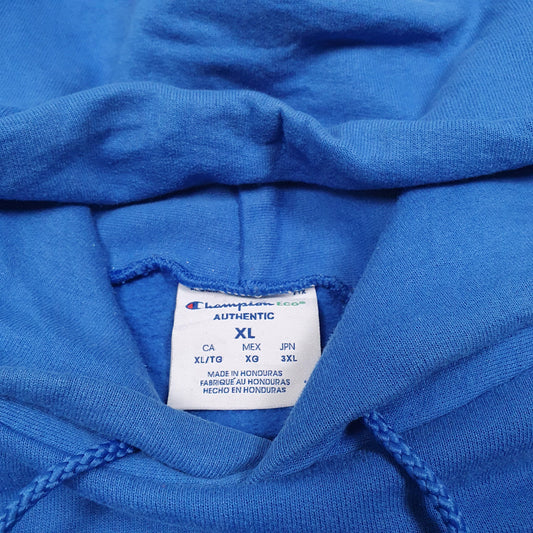 Champion ECO®
AUTHENTIC
XL
CA MEX JPN
XL/TG XG 3XL
MADE IN HONDURAS
FABRIQUÉ AU HONDURAS
HECHO EN HONDURAS